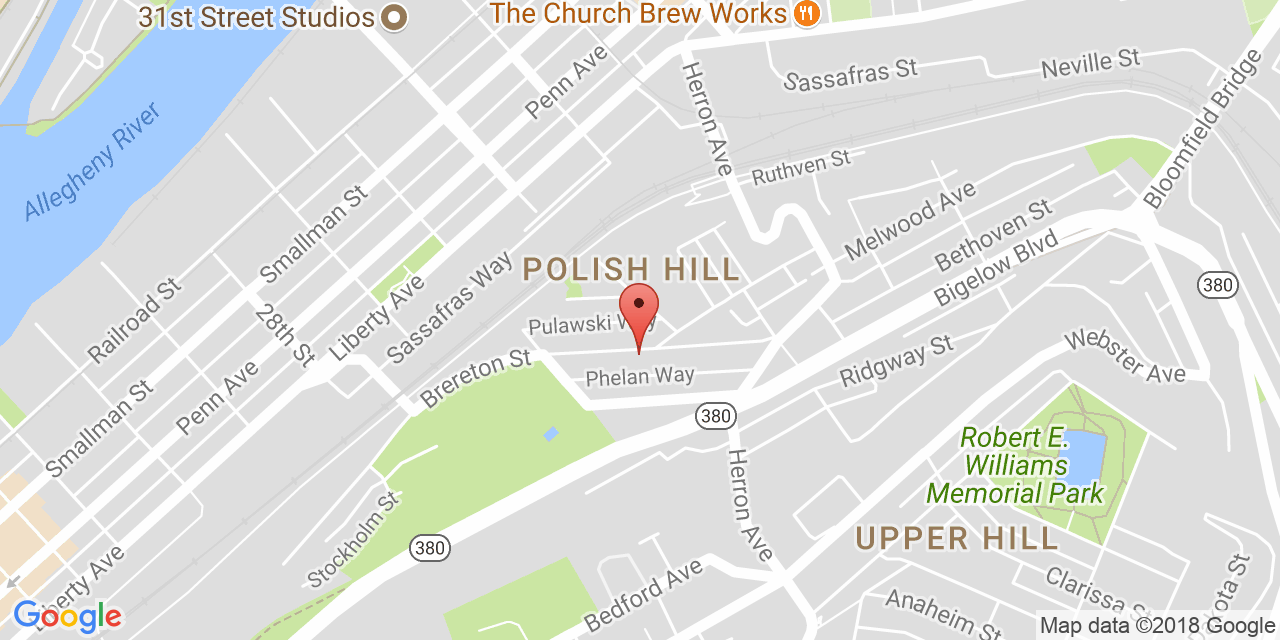 31st Street Studios
The Church Brew Works
Sassafras St
Neville St
Penn Ave
Herron Ave
Bloomfield Bridge
Allegheny River
Ruthven St
Smallman St
Melwood Ave
Bethoven St
Bigelow Blvd
POLISH HILL
Sassafras Way
380
Railroad St
28th St
Liberty Ave
Pulawski Way
Webster Ave
Brereton St
Phelan Way
Ridgway St
Penn Ave
Smallman St
380
Robert E.
Williams
Memorial Park
Herron Ave
Stockholm St
380
UPPER HILL
Liberty Ave
Bedford Ave
Clarissa St
Anaheim St
Google
Map data ©2018 Google